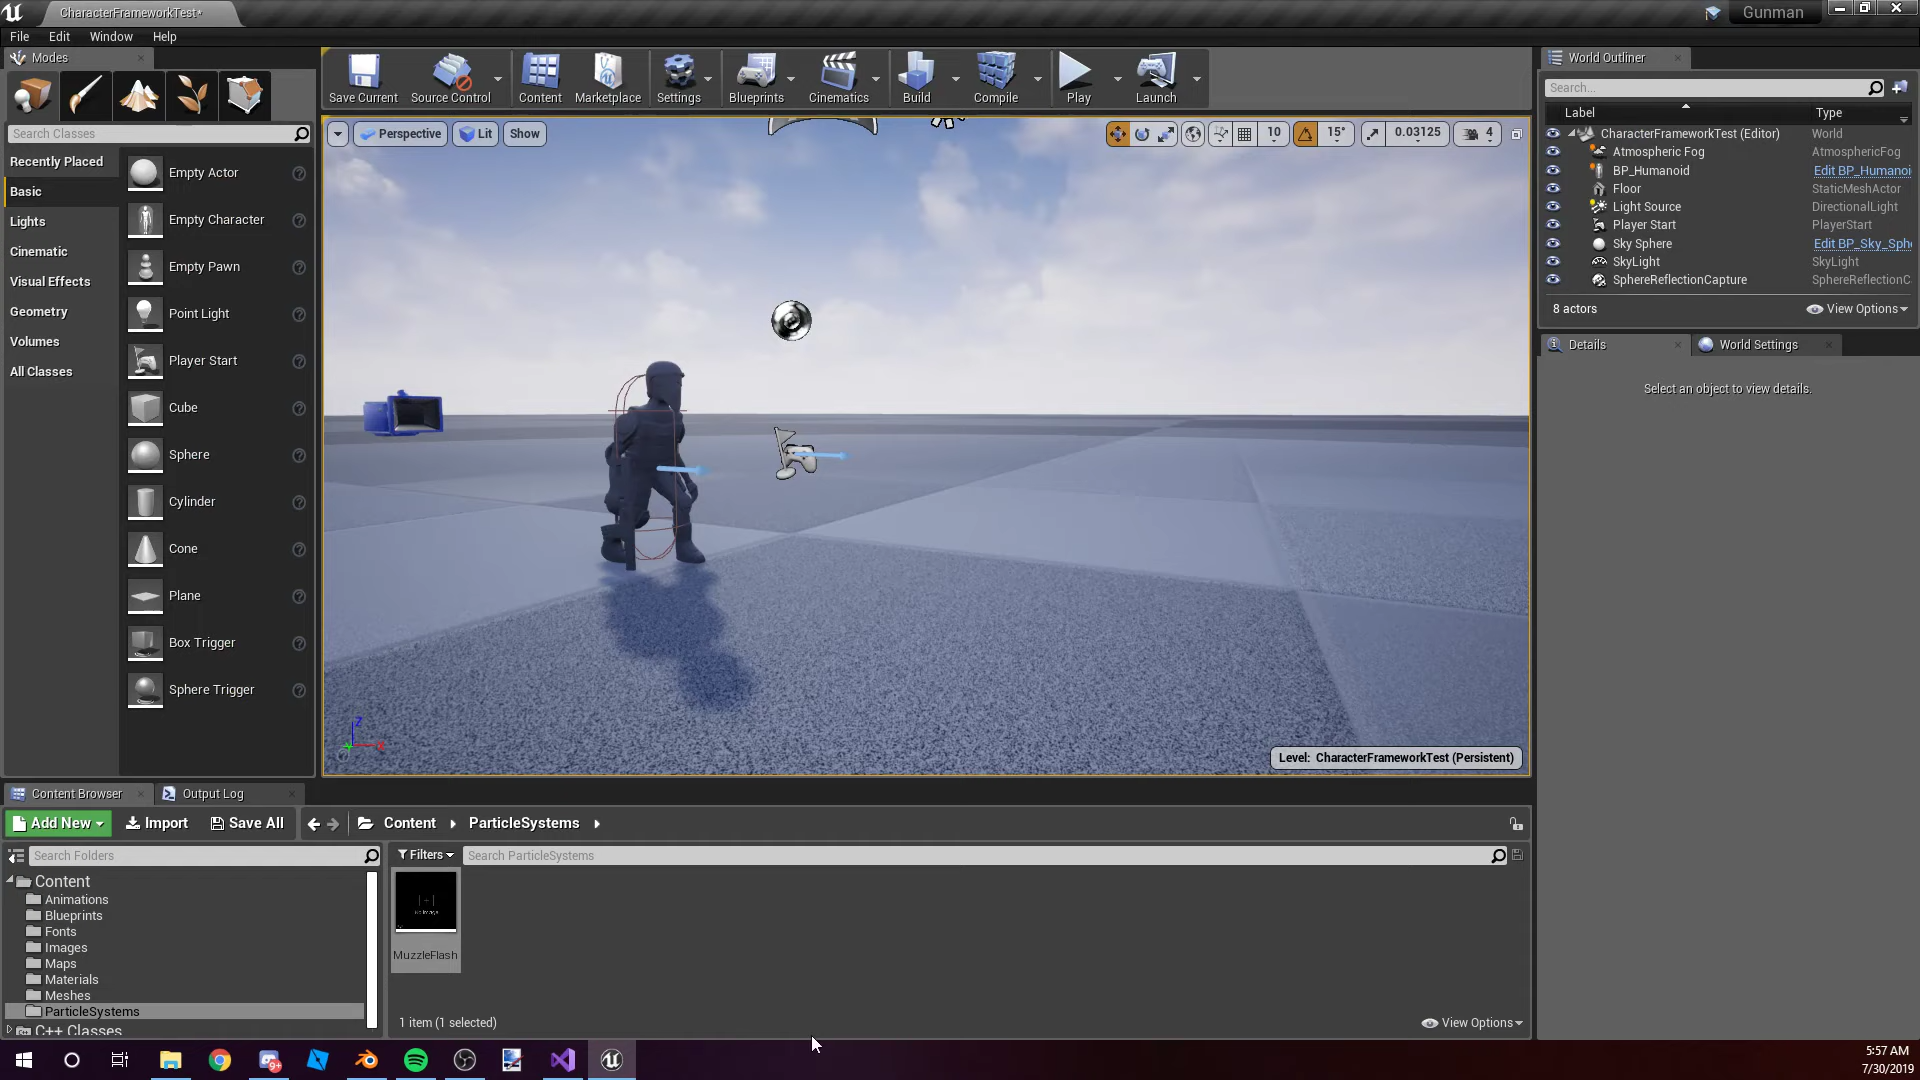 CharacterFrameworkTest*
Gunman
File Edit Window Help
Modes
Search Classes
Recently Placed
Basic
Lights
Cinematic
Visual Effects
Geometry
Volumes
All Classes
Empty Actor
Empty Character
Empty Pawn
Point Light
Player Start
Cube
Sphere
Cylinder
Cone
Plane
Box Trigger
Sphere Trigger
Save Current
Source Control
Content
Marketplace
Settings
Blueprints
Cinematics
Build
Compile
Play
Launch
Perspective
Lit
Show
10
15°
0.03125
4
Z
Level: CharacterFrameworkTest (Persistent)
World Outliner
Search...
Label Type
CharacterFrameworkTest (Editor) World
Atmospheric Fog AtmosphericFog
BP_Humanoid Edit BP_Humanoi
Floor StaticMeshActor
Light Source DirectionalLight
Player Start PlayerStart
Sky Sphere Edit BP_Sky_Sph
SkyLight SkyLight
SphereReflectionCapture SphereReflectionC
8 actors
View Options
Details
World Settings
Select an object to view details.
Content Browser
Output Log
Add New
Import
Save All
Content
ParticleSystems
Search Folders
Filters
Search ParticleSystems
Content
Animations
Blueprints
Fonts
Images
Maps
Materials
Meshes
ParticleSystems
C++ Classes
No Image
MuzzleFlash
1 item (1 selected)
View Options
9+
5:57 AM
7/30/2019